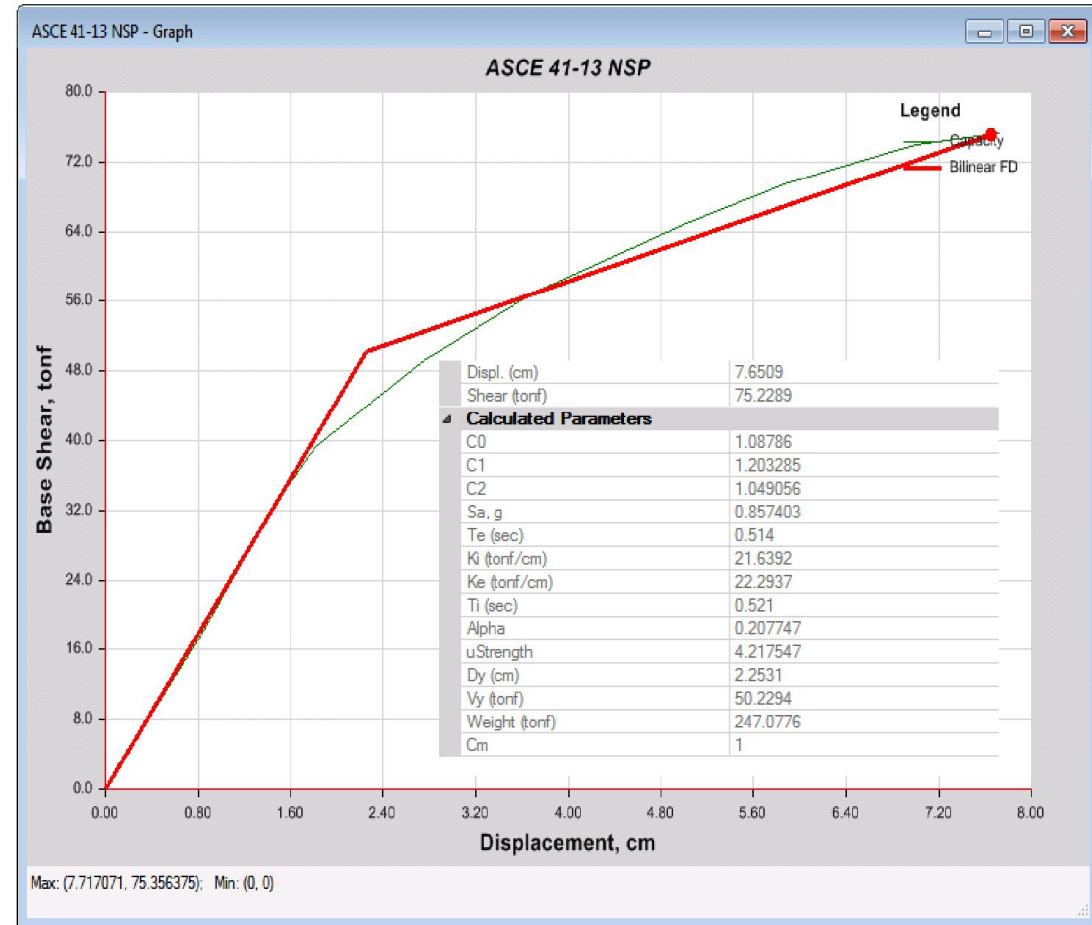 ASCE 41-13 NSP - Graph
ASCE 41-13 NSP
80.0
72.0
64.0
56.0
48.0
40.0
32.0
24.0
16.0
8.0
0.0
Base Shear, tonf
Legend
Capacity
Bilinear FD
Displ. (cm) 7.6509
Shear (tonf) 75.2289
Calculated Parameters
C0 1.08786
C1 1.203285
C2 1.049056
Sa, g 0.857403
Te (sec) 0.514
Ki (tonf/cm) 21.6392
Ke (tonf/cm) 22.2937
Ti (sec) 0.521
Alpha 0.207747
uStrength 4.217547
Dy (cm) 2.2531
Vy (tonf) 50.2294
Weight (tonf) 247.0776
Cm 1
0.00 0.80 1.60 2.40 3.20 4.00 4.80 5.60 6.40 7.20 8.00
Displacement, cm
Max: (7.717071, 75.356375); Min: (0, 0)